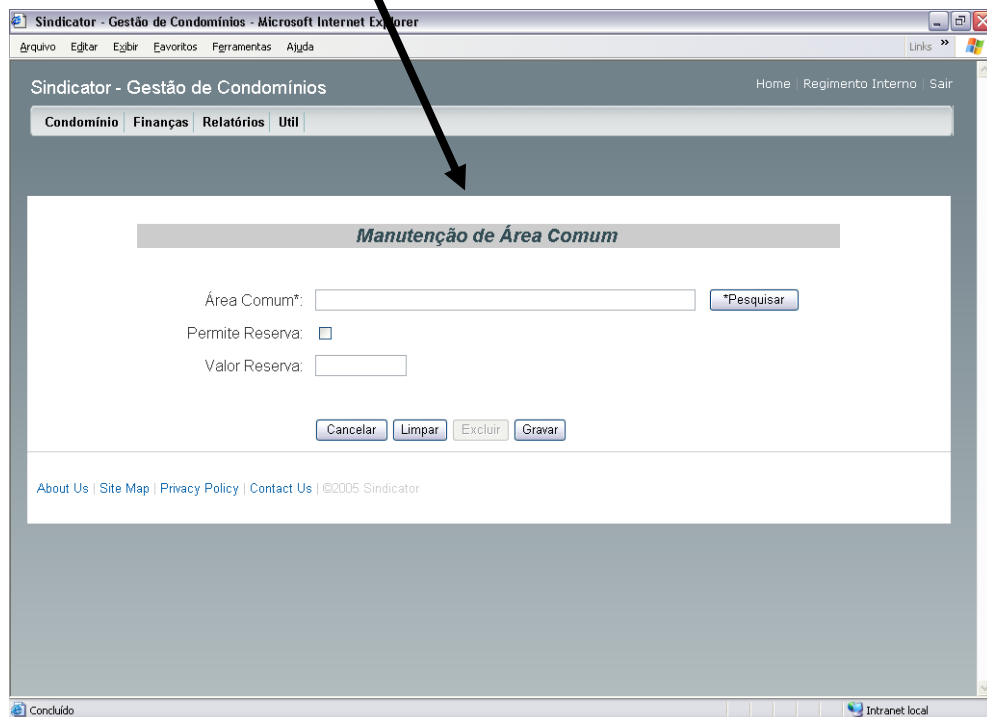 Sindicator - Gestão de Condomínios - Microsoft Internet Explorer
Arquivo Editar Exibir Favoritos Ferramentas Ajuda Links »
Sindicator - Gestão de Condomínios Home | Regimento Interno | Sair
Condomínio Finanças Relatórios Util
Manutenção de Área Comum
Área Comum*: *Pesquisar
Permite Reserva:
Valor Reserva:
Cancelar Limpar Excluir Gravar
About Us | Site Map | Privacy Policy | Contact Us | ©2005 Sindicator
Concluído Intranet local